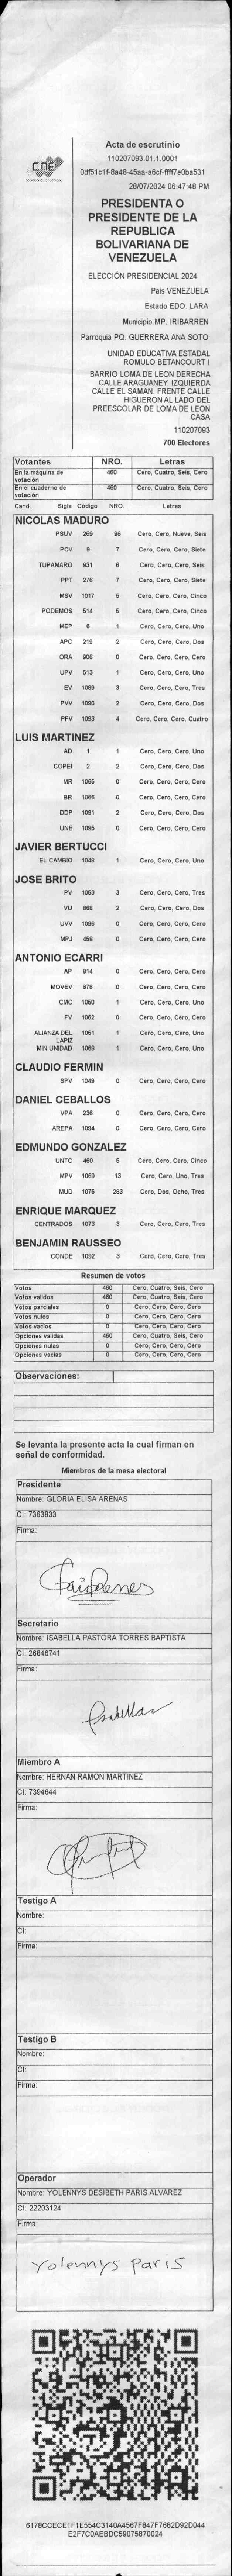 Acta de escrutinio
110207093.01.1.0001
0df51c1f-8a48-45aa-a6cf-ffff7e0ba531
28/07/2024 06:47:48 PM
CNE
PRESIDENTA O
PRESIDENTE DE LA
REPUBLICA
BOLIVARIANA DE
VENEZUELA
ELECCIÓN PRESIDENCIAL 2024
Pais VENEZUELA
Estado EDO. LARA
Municipio MP. IRIBARREN
Parroquia PQ. GUERRERA ANA SOTO
UNIDAD EDUCATIVA ESTADAL
ROMULO BETANCOURT I
BARRIO LOMA DE LEON DERECHA
CALLE ARAGUANEY. IZQUIERDA
CALLE EL SAMAN. FRENTE CALLE
HIGUERON AL LADO DEL
PREESCOLAR DE LOMA DE LEON
CASA
110207093
700 Electores
Votantes NRO. Letras
En la máquina de votación 460 Cero, Cuatro, Seis, Cero
En el cuaderno de votación 460 Cero, Cuatro, Seis, Cero
Cand. Sigla Código NRO. Letras
NICOLAS MADURO
PSUV 269 96 Cero, Cero, Nueve, Seis
PCV 9 7 Cero, Cero, Cero, Siete
TUPAMARO 931 6 Cero, Cero, Cero, Seis
PPT 276 7 Cero, Cero, Cero, Siete
MSV 1017 5 Cero, Cero, Cero, Cinco
PODEMOS 514 5 Cero, Cero, Cero, Cinco
MEP 6 1 Cero, Cero, Cero, Uno
APC 219 2 Cero, Cero, Cero, Dos
ORA 906 0 Cero, Cero, Cero, Cero
UPV 513 1 Cero, Cero, Cero, Uno
EV 1089 3 Cero, Cero, Cero, Tres
PVV 1090 2 Cero, Cero, Cero, Dos
PFV 1093 4 Cero, Cero, Cero, Cuatro
LUIS MARTINEZ
AD 1 1 Cero, Cero, Cero, Uno
COPEI 2 2 Cero, Cero, Cero, Dos
MR 1055 0 Cero, Cero, Cero, Cero
BR 1066 0 Cero, Cero, Cero, Cero
DDP 1091 2 Cero, Cero, Cero, Dos
UNE 1095 0 Cero, Cero, Cero, Cero
JAVIER BERTUCCI
EL CAMBIO 1048 1 Cero, Cero, Cero, Uno
JOSE BRITO
PV 1053 3 Cero, Cero, Cero, Tres
VU 868 2 Cero, Cero, Cero, Dos
UVV 1096 0 Cero, Cero, Cero, Cero
MPJ 458 0 Cero, Cero, Cero, Cero
ANTONIO ECARRI
AP 814 0 Cero, Cero, Cero, Cero
MOVEV 978 0 Cero, Cero, Cero, Cero
CMC 1050 1 Cero, Cero, Cero, Uno
FV 1062 0 Cero, Cero, Cero, Cero
ALIANZA DEL LAPIZ 1051 1 Cero, Cero, Cero, Uno
MIN UNIDAD 1068 1 Cero, Cero, Cero, Uno
CLAUDIO FERMIN
SPV 1049 0 Cero, Cero, Cero, Cero
DANIEL CEBALLOS
VPA 236 0 Cero, Cero, Cero, Cero
AREPA 1094 0 Cero, Cero, Cero, Cero
EDMUNDO GONZALEZ
UNTC 460 5 Cero, Cero, Cero, Cinco
MPV 1069 13 Cero, Cero, Uno, Tres
MUD 1075 283 Cero, Dos, Ocho, Tres
ENRIQUE MARQUEZ
CENTRADOS 1073 3 Cero, Cero, Cero, Tres
BENJAMIN RAUSSEO
CONDE 1092 3 Cero, Cero, Cero, Tres
Resumen de votos
Votos 460 Cero, Cuatro, Seis, Cero
Votos validos 460 Cero, Cuatro, Seis, Cero
Votos parciales 0 Cero, Cero, Cero, Cero
Votos nulos 0 Cero, Cero, Cero, Cero
Votos vacios 0 Cero, Cero, Cero, Cero
Opciones validas 460 Cero, Cuatro, Seis, Cero
Opciones nulas 0 Cero, Cero, Cero, Cero
Opciones vacias 0 Cero, Cero, Cero, Cero
Observaciones:
Se levanta la presente acta la cual firman en
señal de conformidad.
Miembros de la mesa electoral
Presidente
Nombre: GLORIA ELISA ARENAS
CI: 7363833
Firma:
Secretario
Nombre: ISABELLA PASTORA TORRES BAPTISTA
CI: 26846741
Firma:
Isabella
Miembro A
Nombre: HERNAN RAMON MARTINEZ
CI: 7394644
Firma:
Testigo A
Nombre:
CI:
Firma:
Testigo B
Nombre:
CI:
Firma:
Operador
Nombre: YOLENNYS DESIBETH PARIS ALVAREZ
CI: 22203124
Firma:
Yolennys Paris
6178CCECE1F1E554C3140A4567F847F7682D92D044
E2F7C0AEBDC59075870024